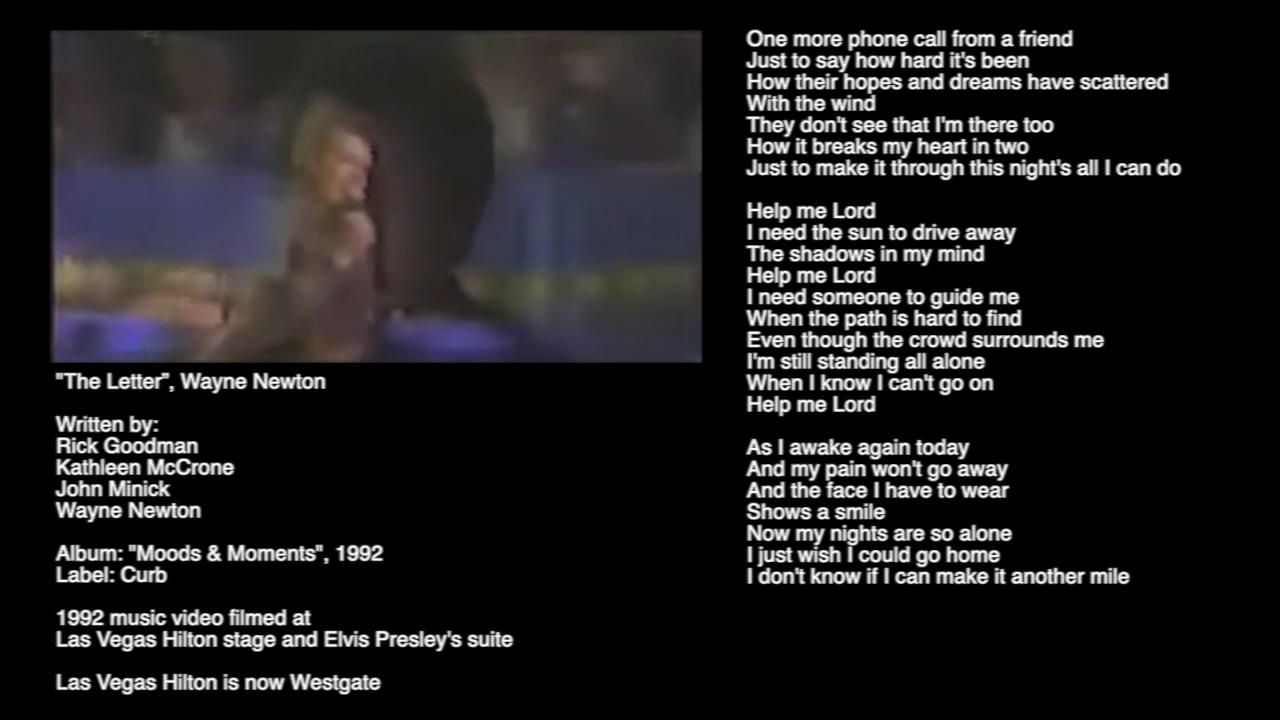 "The Letter", Wayne Newton
Written by:
Rick Goodman
Kathleen McCrone
John Minick
Wayne Newton
Album: "Moods & Moments", 1992
Label: Curb
1992 music video filmed at
Las Vegas Hilton stage and Elvis Presley's suite
Las Vegas Hilton is now Westgate
One more phone call from a friend
Just to say how hard it's been
How their hopes and dreams have scattered
With the wind
They don't see that I'm there too
How it breaks my heart in two
Just to make it through this night's all I can do
Help me Lord
I need the sun to drive away
The shadows in my mind
Help me Lord
I need someone to guide me
When the path is hard to find
Even though the crowd surrounds me
I'm still standing all alone
When I know I can't go on
Help me Lord
As I awake again today
And my pain won't go away
And the face I have to wear
Shows a smile
Now my nights are so alone
I just wish I could go home
I don't know if I can make it another mile